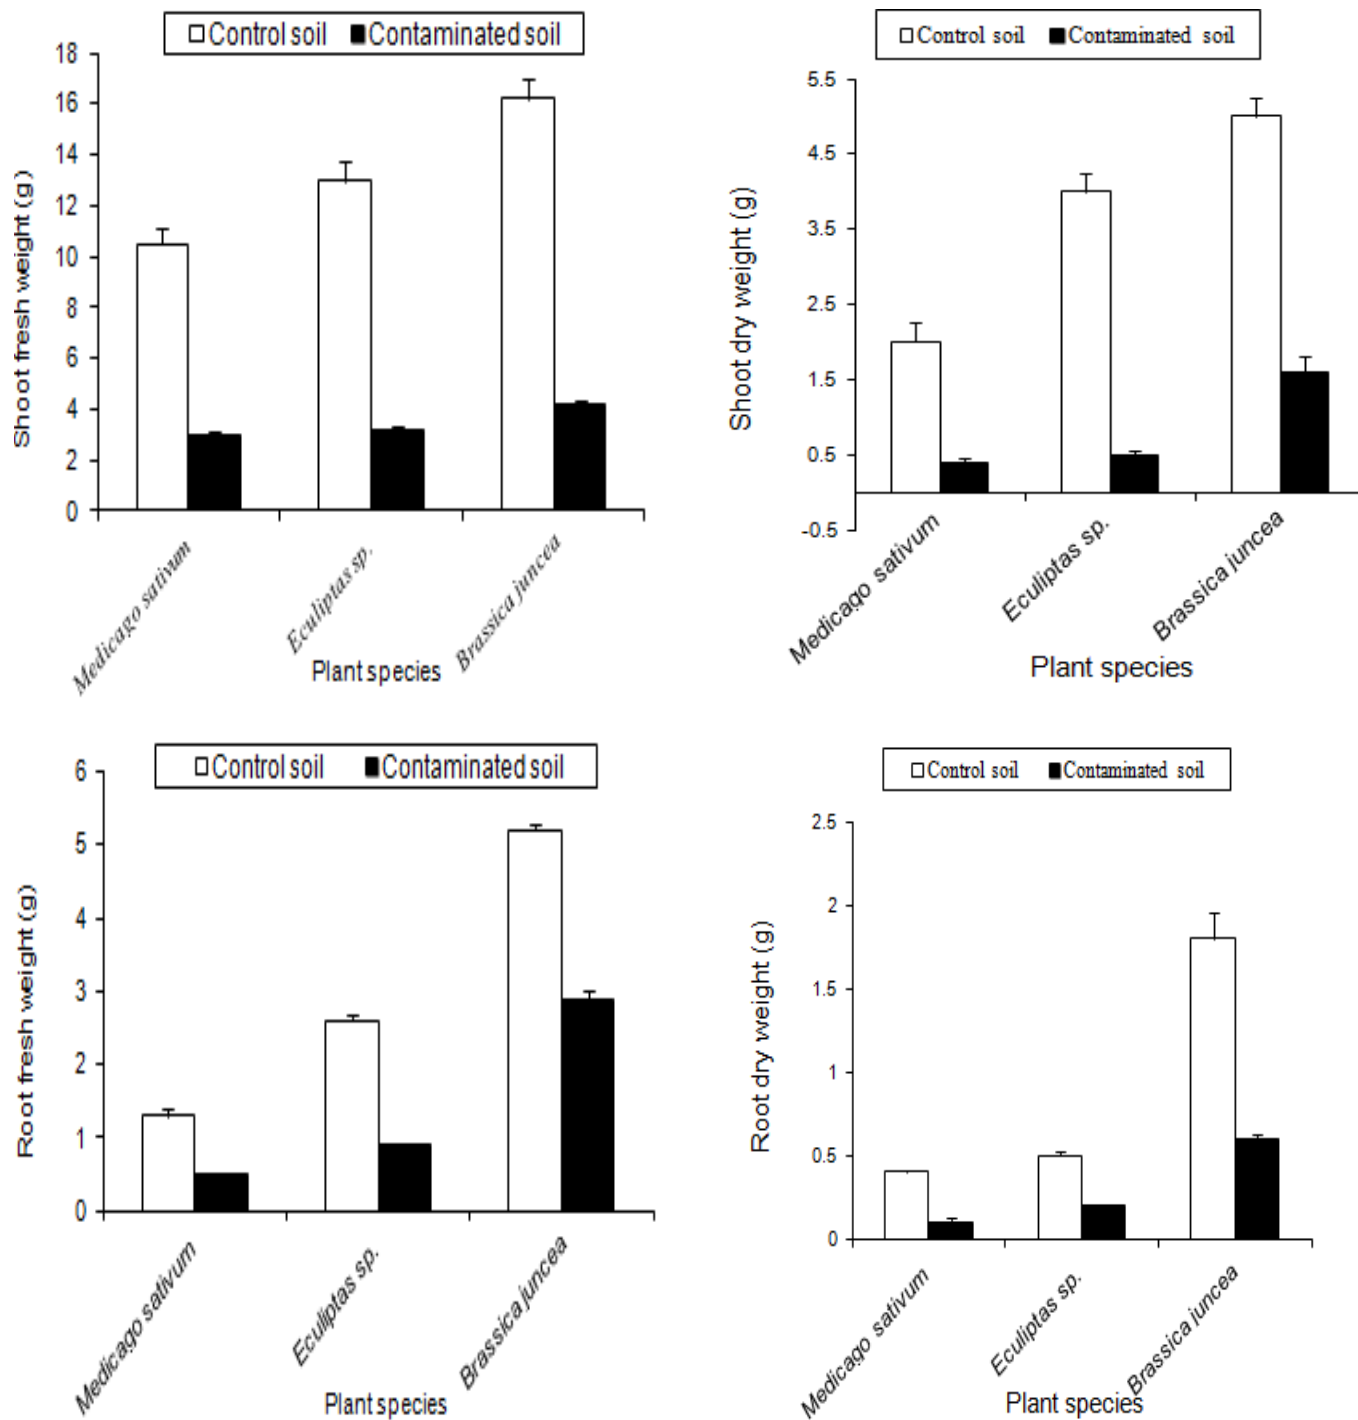 Control soil Contaminated soil
Shoot fresh weight (g)
18
16
14
12
10
8
6
4
2
0
Medicago sativum
Eculiptas sp.
Brassica juncea
Plant species
Control soil Contaminated soil
Shoot dry weight (g)
5.5
4.5
3.5
2.5
1.5
0.5
-0.5
Medicago sativum
Eculiptas sp.
Brassica juncea
Plant species
Control soil Contaminated soil
Root fresh weight (g)
6
5
4
3
2
1
0
Medicago sativum
Eculiptas sp.
Brassica juncea
Plant species
Control soil Contaminated soil
Root dry weight (g)
2.5
2
1.5
1
0.5
0
Medicago sativum
Eculiptas sp.
Brassica juncea
Plant species